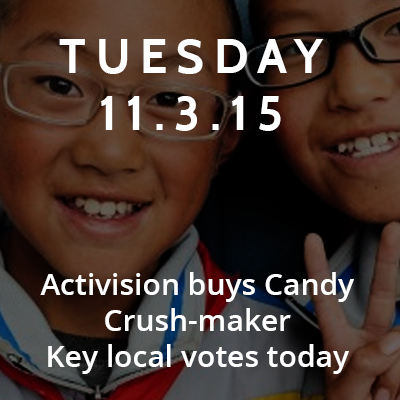 TUESDAY
11.3.15
Activision buys Candy
Crush-maker
Key local votes today